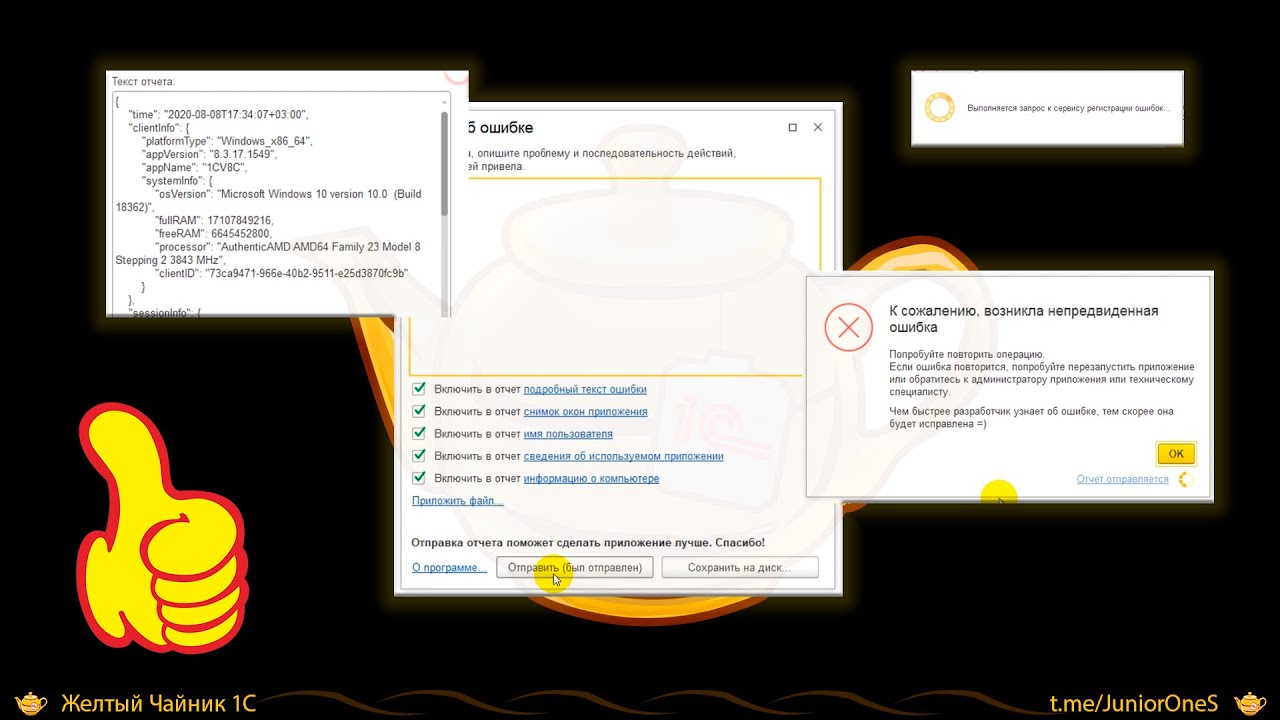 Текст отчета:
{
"time": "2020-08-08T17:34:07+03:00",
"clientInfo": {
"platformType": "Windows_x86_64",
"appVersion": "8.3.17.1549",
"appName": "1CV8C",
"systemInfo": {
"osVersion": "Microsoft Windows 10 version 10.0  (Build
18362)",
"fullRAM": 17107849216,
"freeRAM": 6645452800,
"processor": "AuthenticAMD AMD64 Family 23 Model 8
Stepping 2 3843 MHz",
"clientID": "73ca9471-966e-40b2-9511-e25d3870fc9b"
}
},
"sessionInfo": {
б ошибке
а, опишите проблему и последовательность действий,
ей привела.
Включить в отчет подробный текст ошибки
Включить в отчет снимок окон приложения
Включить в отчет имя пользователя
Включить в отчет сведения об используемом приложении
Включить в отчет информацию о компьютере
Приложить файл...
Отправка отчета поможет сделать приложение лучше. Спасибо!
О программе... Отправить (был отправлен) Сохранить на диск...
Выполняется запрос к сервису регистрации ошибок...
К сожалению, возникла непредвиденная
ошибка
Попробуйте повторить операцию.
Если ошибка повторится, попробуйте перезапустить приложение
или обратитесь к администратору приложения или техническому
специалисту.
Чем быстрее разработчик узнает об ошибке, тем скорее она
будет исправлена =)
OK
Отчет отправляется
1С
Желтый Чайник 1С
t.me/JuniorOneS